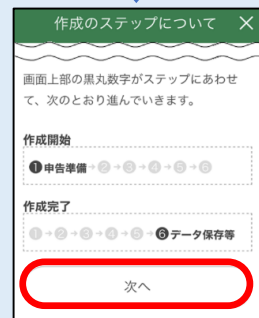 作成のステップについて ×
画面上部の黒丸数字がステップにあわせ
て、次のとおり進んでいきます。
作成開始
❶申告準備→②→③→④→⑤→⑥
作成完了
①→②→③→④→⑤→❻データ保存等
次へ